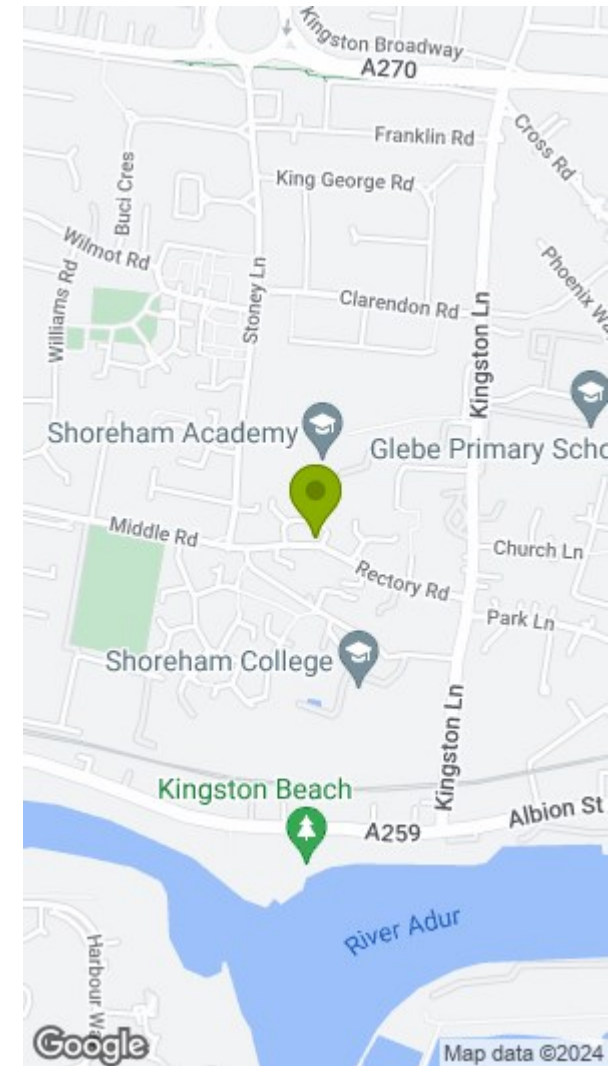 Kingston Broadway
A270
Franklin Rd
Cross Rd
King George Rd
Buci Cres
Wilmot Rd
Phoenix Wa
Williams Rd
Stoney Ln
Clarendon Rd
Kingston Ln
Shoreham Academy
Glebe Primary Scho
Middle Rd
Church Ln
Rectory Rd
Park Ln
Shoreham College
Kingston Ln
Kingston Beach
Albion St
A259
River Adur
Harbour Wa
Google
Map data ©2024